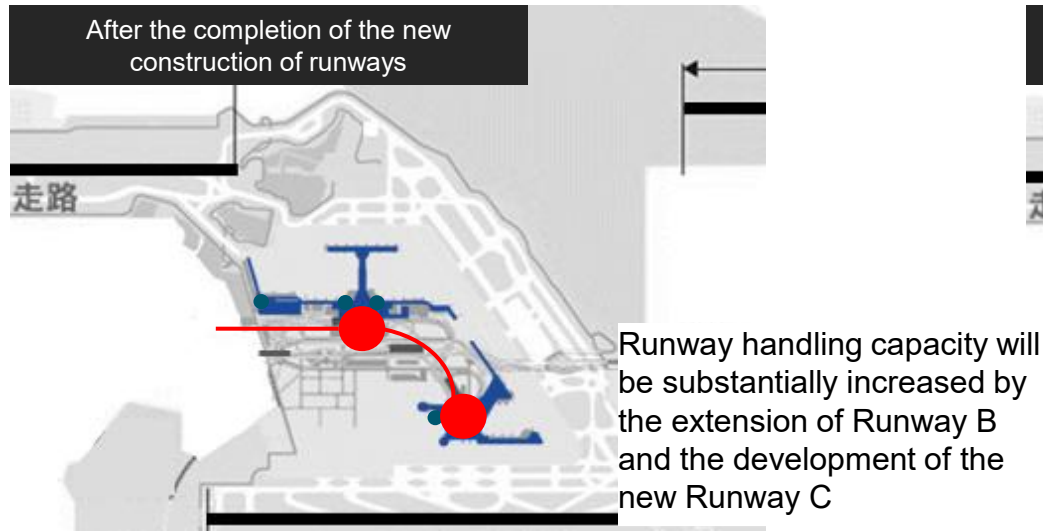 After the completion of the new
construction of runways
走路
Runway handling capacity will
be substantially increased by
the extension of Runway B
and the development of the
new Runway C